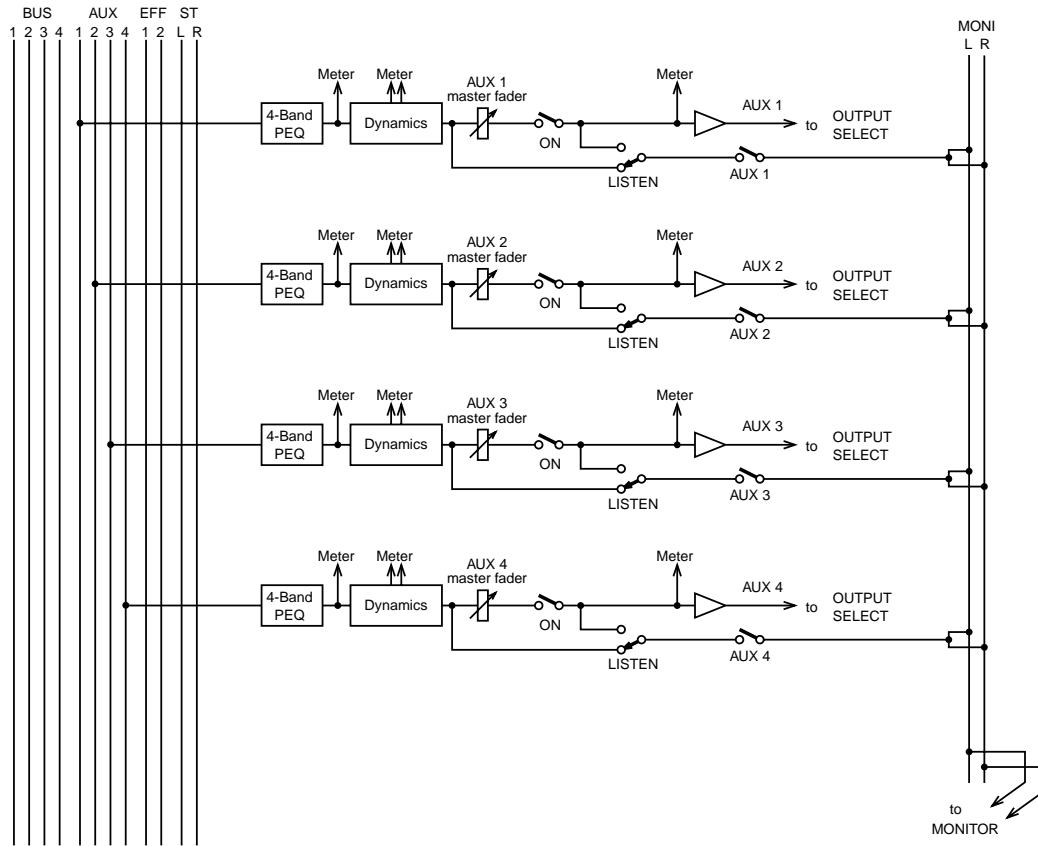 BUS AUX EFF ST
1 2 3 4 1 2 3 4 1 2 L R
MONI
L R
Meter Meter AUX 1 master fader Meter
4-Band PEQ Dynamics ON AUX 1 to OUTPUT SELECT
LISTEN AUX 1
Meter Meter AUX 2 master fader Meter
4-Band PEQ Dynamics ON AUX 2 to OUTPUT SELECT
LISTEN AUX 2
Meter Meter AUX 3 master fader Meter
4-Band PEQ Dynamics ON AUX 3 to OUTPUT SELECT
LISTEN AUX 3
Meter Meter AUX 4 master fader Meter
4-Band PEQ Dynamics ON AUX 4 to OUTPUT SELECT
LISTEN AUX 4
to
MONITOR